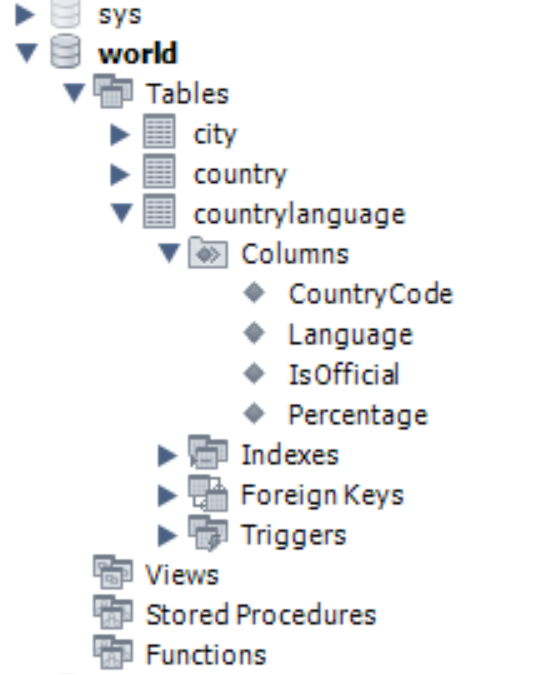 sys
world
Tables
city
country
countrylanguage
Columns
CountryCode
Language
IsOfficial
Percentage
Indexes
Foreign Keys
Triggers
Views
Stored Procedures
Functions